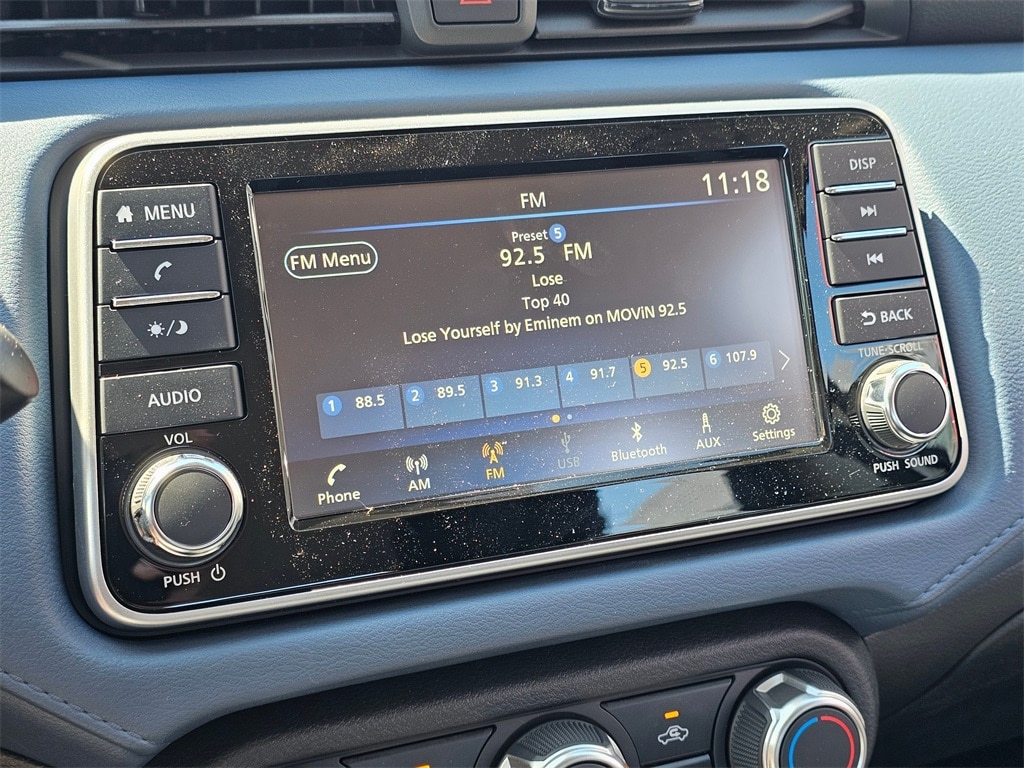 FM
11:18
Preset 5
92.5 FM
FM Menu
Lose
Top 40
Lose Yourself by Eminem on MOViN 92.5
1 88.5
2 89.5
3 91.3
4 91.7
5 92.5
6 107.9
Phone
AM
FM
USB
Bluetooth
AUX
Settings
MENU
AUDIO
VOL
PUSH
DISP
BACK
TUNE·SCROLL
PUSH SOUND